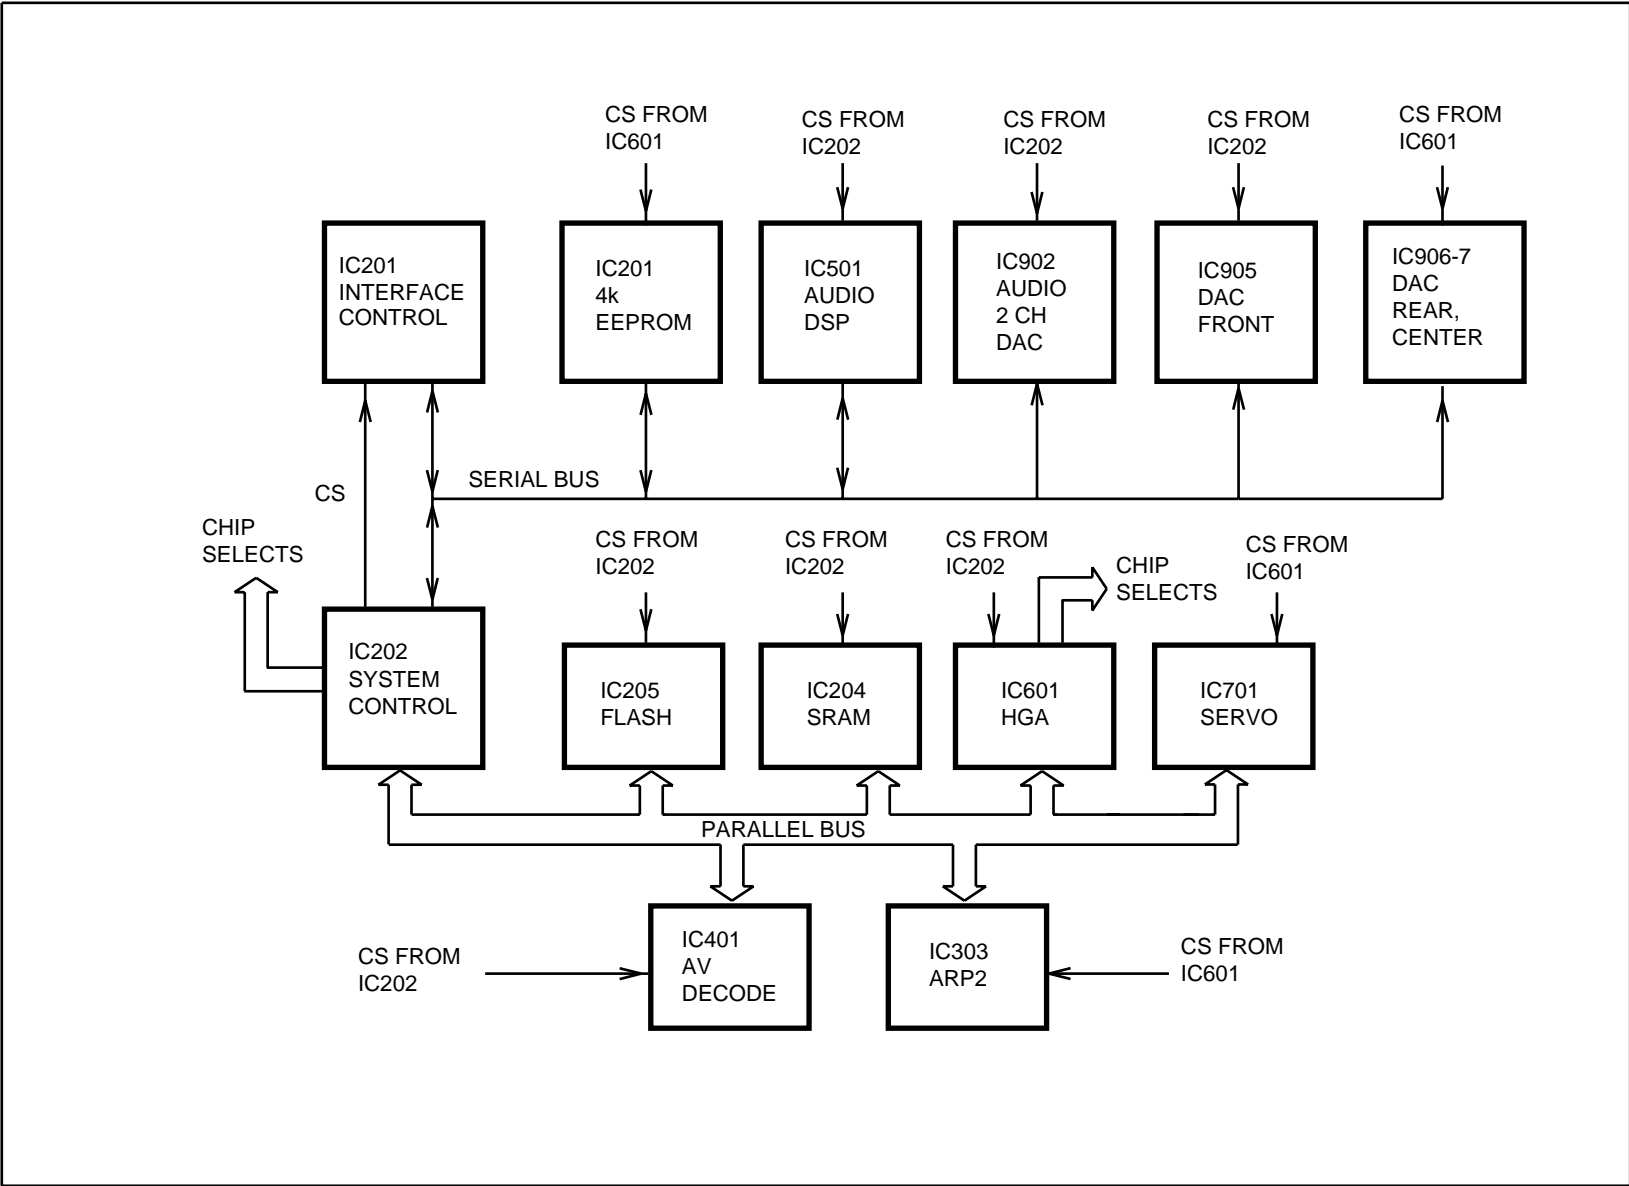 CS FROM
IC601
CS FROM
IC202
CS FROM
IC202
CS FROM
IC202
CS FROM
IC601
IC201
INTERFACE
CONTROL
IC201
4k
EEPROM
IC501
AUDIO
DSP
IC902
AUDIO
2 CH
DAC
IC905
DAC
FRONT
IC906-7
DAC
REAR,
CENTER
SERIAL BUS
CS
CHIP
SELECTS
CS FROM
IC202
CS FROM
IC202
CS FROM
IC202
CHIP
SELECTS
CS FROM
IC601
IC202
SYSTEM
CONTROL
IC205
FLASH
IC204
SRAM
IC601
HGA
IC701
SERVO
PARALLEL BUS
CS FROM
IC202
IC401
AV
DECODE
IC303
ARP2
CS FROM
IC601